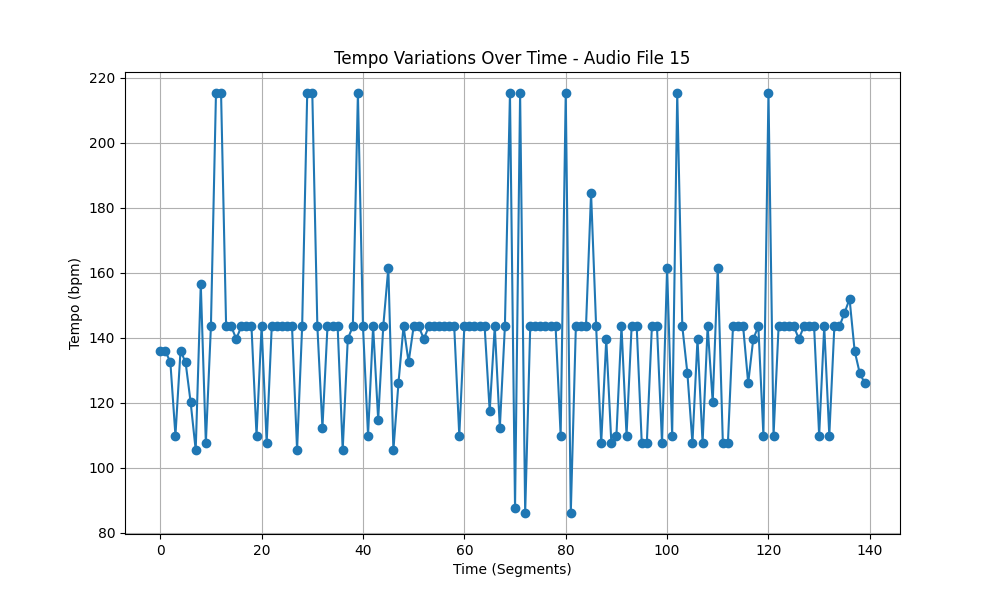 Tempo Variations Over Time - Audio File 15
Tempo (bpm)
220
200
180
160
140
120
100
80
0 20 40 60 80 100 120 140
Time (Segments)